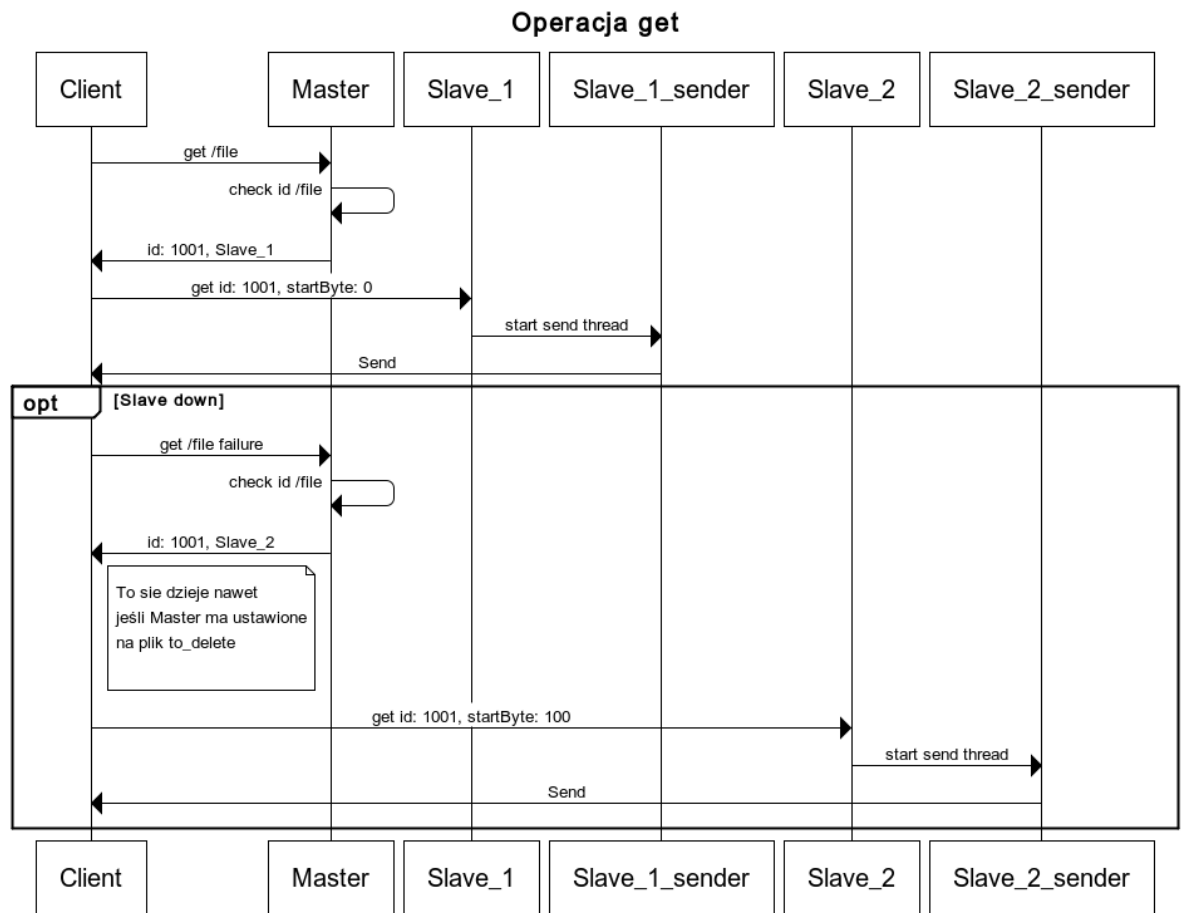 Operacja get
Client Master Slave_1 Slave_1_sender Slave_2 Slave_2_sender
get /file
check id /file
id: 1001, Slave_1
get id: 1001, startByte: 0
start send thread
Send
opt [Slave down]
get /file failure
check id /file
id: 1001, Slave_2
To sie dzieje nawet
jeśli Master ma ustawione
na plik to_delete
get id: 1001, startByte: 100
start send thread
Send
Client Master Slave_1 Slave_1_sender Slave_2 Slave_2_sender